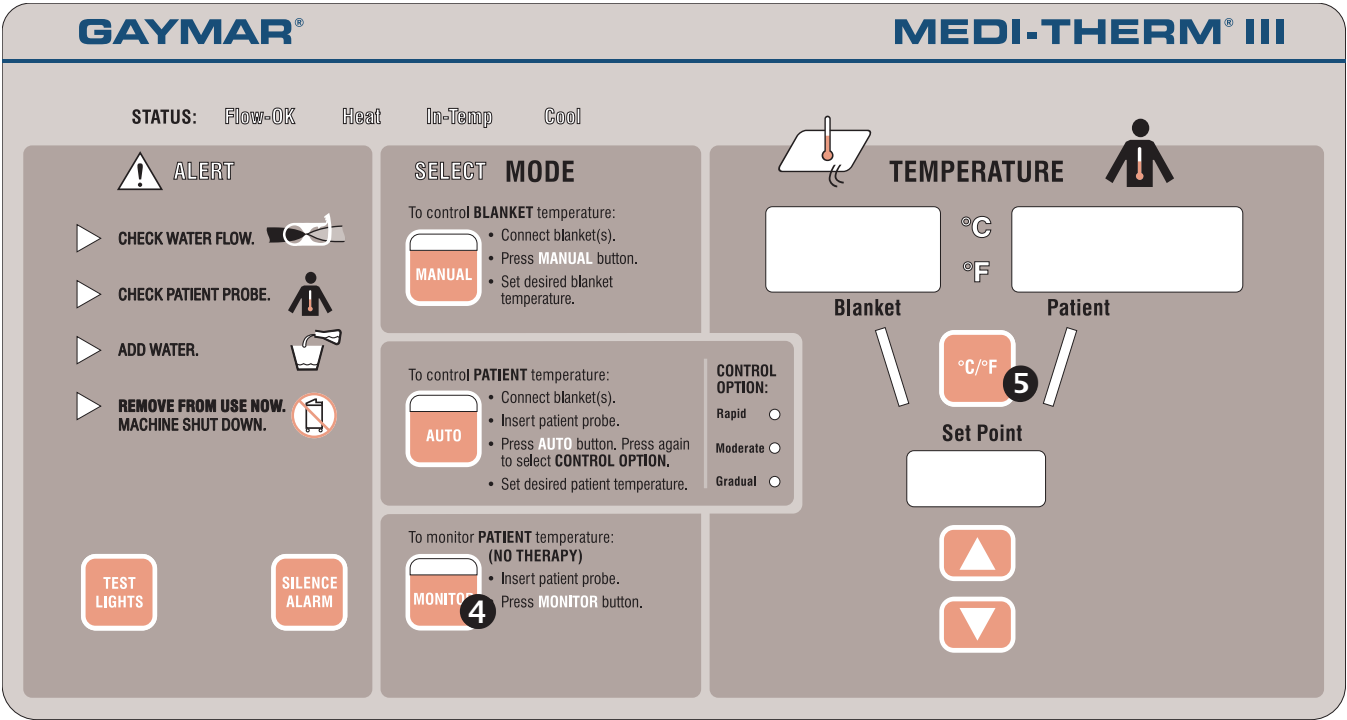 GAYMAR®
MEDI-THERM® III
STATUS: Flow-OK Heat In-Temp Cool
ALERT
CHECK WATER FLOW.
CHECK PATIENT PROBE.
ADD WATER.
REMOVE FROM USE NOW.
MACHINE SHUT DOWN.
TEST
LIGHTS
SILENCE
ALARM
SELECT MODE
To control BLANKET temperature:
MANUAL
• Connect blanket(s).
• Press MANUAL button.
• Set desired blanket
temperature.
To control PATIENT temperature:
AUTO
• Connect blanket(s).
• Insert patient probe.
• Press AUTO button. Press again
to select CONTROL OPTION.
• Set desired patient temperature.
CONTROL
OPTION:
Rapid
Moderate
Gradual
To monitor PATIENT temperature:
(NO THERAPY)
MONITOR
4
• Insert patient probe.
Press MONITOR button.
TEMPERATURE
°C
°F
Blanket
Patient
°C/°F
5
Set Point